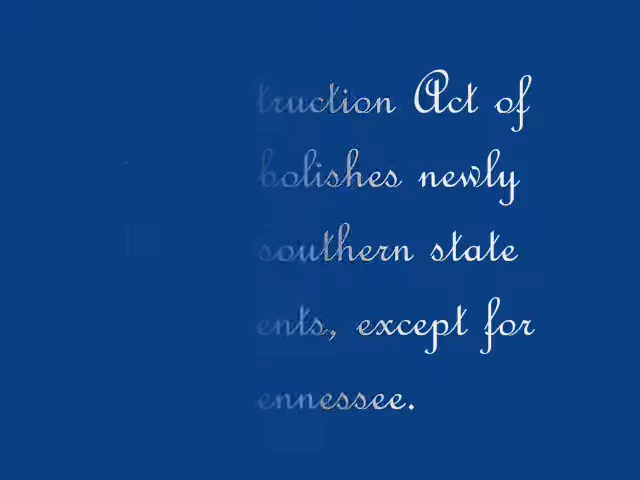 truction Act of
bolishes newly
southern state
ents, except for
ennessee.